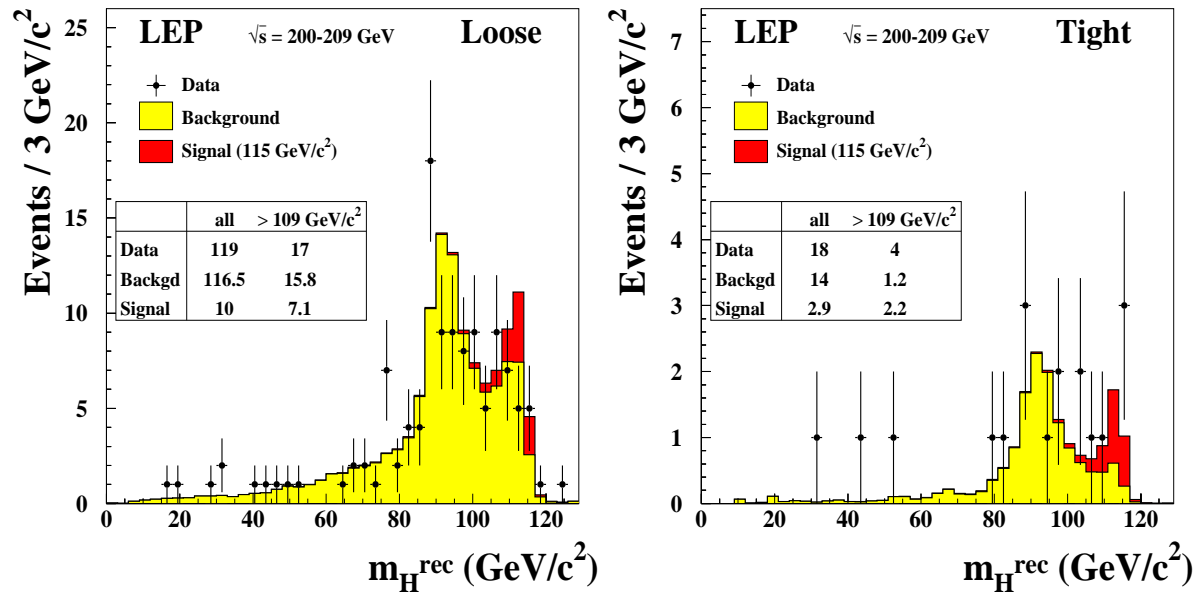 Events / 3 GeV/c²
LEP √s = 200-209 GeV Loose
Data
Background
Signal (115 GeV/c²)
all > 109 GeV/c²
Data 119 17
Backgd 116.5 15.8
Signal 10 7.1
25
20
15
10
5
0
0 20 40 60 80 100 120
m_H^rec (GeV/c²)
Events / 3 GeV/c²
LEP √s = 200-209 GeV Tight
Data
Background
Signal (115 GeV/c²)
all > 109 GeV/c²
Data 18 4
Backgd 14 1.2
Signal 2.9 2.2
7
6
5
4
3
2
1
0
0 20 40 60 80 100 120
m_H^rec (GeV/c²)